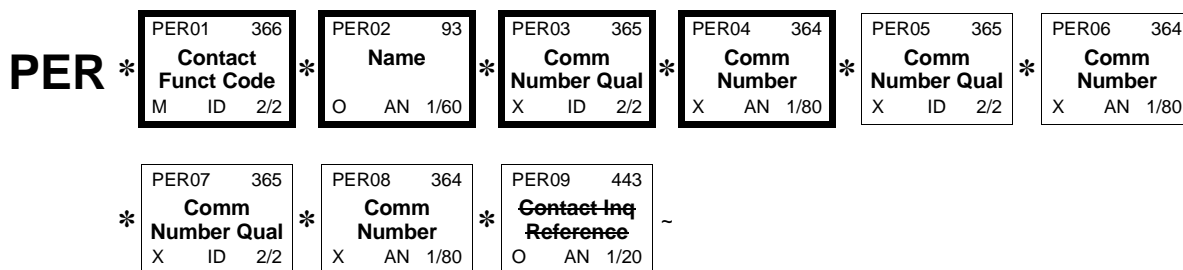 PER01 366 PER02 93 PER03 365 PER04 364 PER05 365 PER06 364
PER * Contact Funct Code * Name * Comm Number Qual * Comm Number * Comm Number Qual * Comm Number
M ID 2/2 O AN 1/60 X ID 2/2 X AN 1/80 X ID 2/2 X AN 1/80
PER07 365 PER08 364 PER09 443
* Comm Number Qual * Comm Number * Contact Inq Reference ~
X ID 2/2 X AN 1/80 O AN 1/20